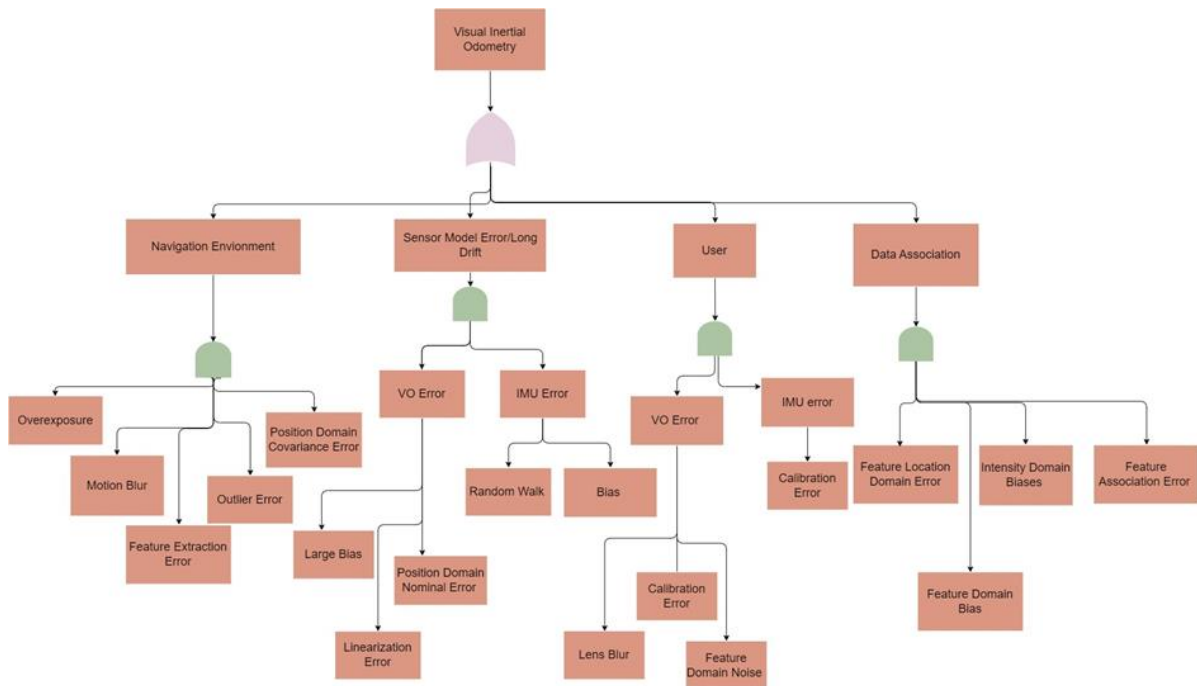 Visual Inertial
Odometry
Navigation Envionment
Sensor Model Error/Long
Drift
User
Data Association
Overexposure
Motion Blur
Feature Extraction
Error
Outlier Error
Position Domain
Covariance Error
VO Error
IMU Error
Large Bias
Linearization
Error
Position Domain
Nominal Error
Random Walk
Bias
VO Error
IMU error
Calibration
Error
Lens Blur
Calibration
Error
Feature
Domain Noise
Feature Location
Domain Error
Intensity Domain
Biases
Feature
Association Error
Feature Domain
Bias